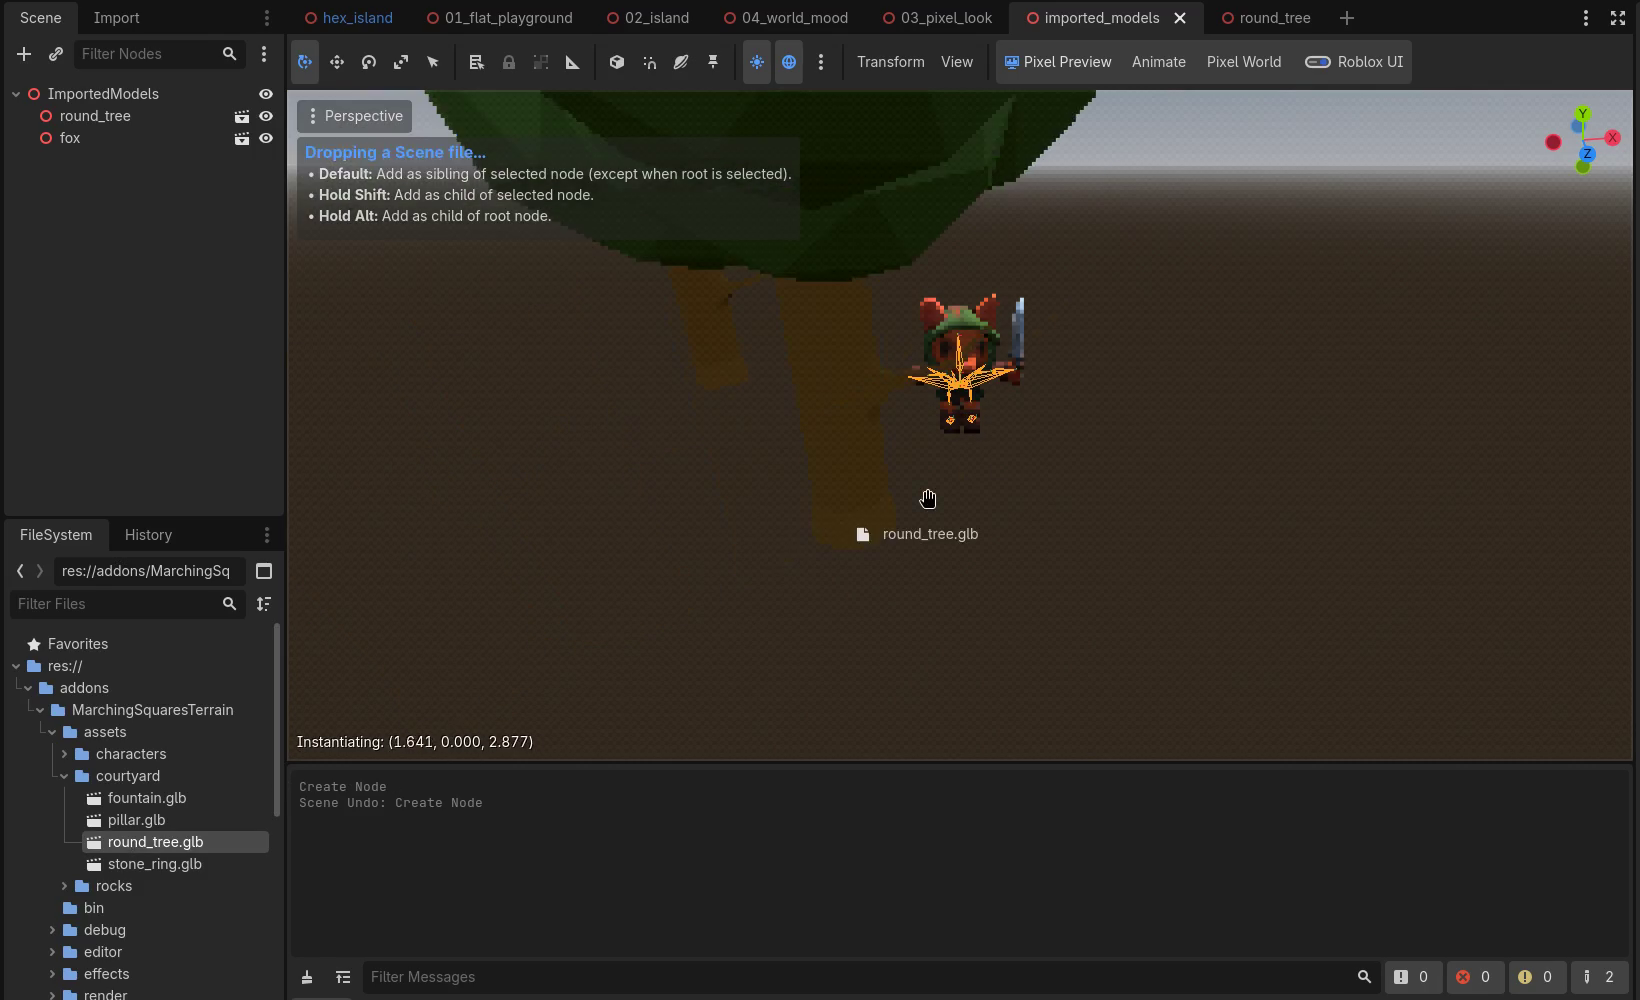 Scene
Import
hex_island
01_flat_playground
02_island
04_world_mood
03_pixel_look
imported_models
round_tree
Filter Nodes
Transform
View
Pixel Preview
Animate
Pixel World
Roblox UI
ImportedModels
round_tree
fox
Perspective
Y
X
Z
Dropping a Scene file...
• Default: Add as sibling of selected node (except when root is selected).
• Hold Shift: Add as child of selected node.
• Hold Alt: Add as child of root node.
round_tree.glb
Instantiating: (1.641, 0.000, 2.877)
FileSystem
History
res://addons/MarchingSq
Filter Files
Favorites
res://
addons
MarchingSquaresTerrain
assets
characters
courtyard
fountain.glb
pillar.glb
round_tree.glb
stone_ring.glb
rocks
bin
debug
editor
effects
render
Create Node
Scene Undo: Create Node
Filter Messages
0
0
0
2